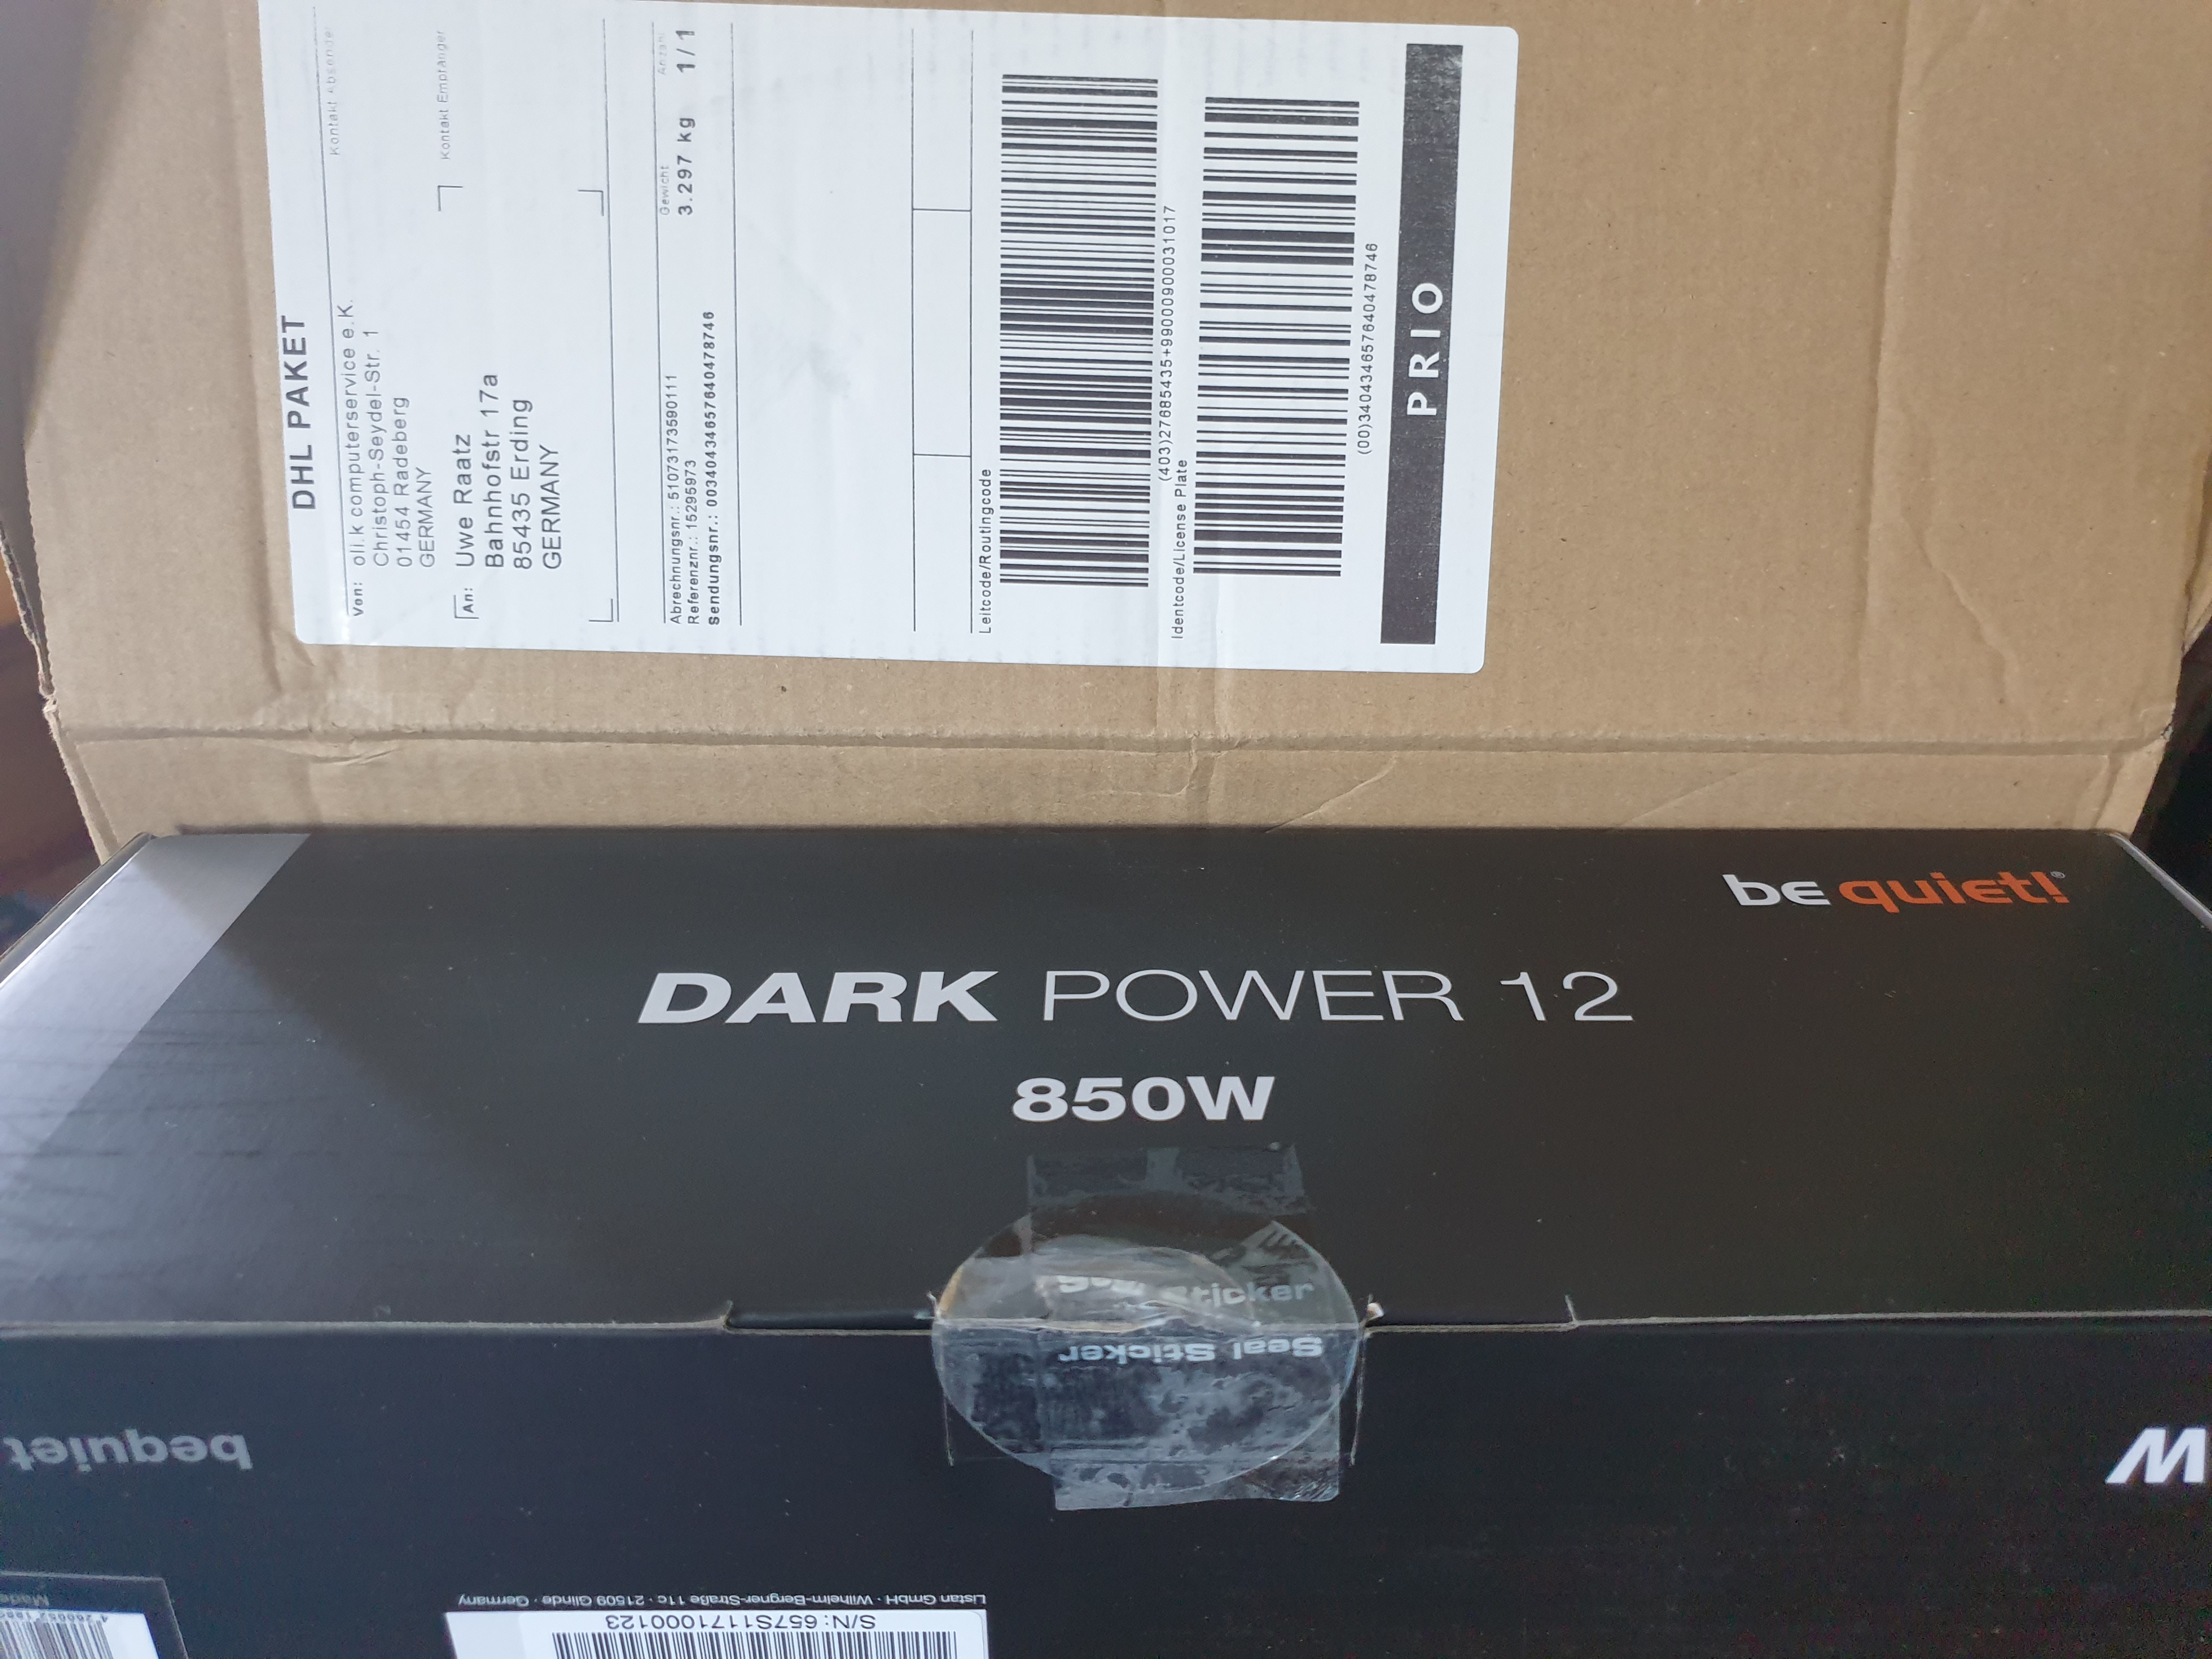 DHL PAKET
Von: oli.k computerservice e.K.
Christoph-Seydel-Str. 1
01454 Radeberg
GERMANY
Kontakt Absender
An: Uwe Raatz
Bahnhofstr 17a
85435 Erding
GERMANY
Kontakt Empfänger
Abrechnungsnr.: 51073173590111
Referenznr.: 15295973
Sendungsnr.: 00340434657640478746
Gewicht
3.297 kg
Anzahl
1/1
Leitcode/Routingcode
(403)27685435+99000900031017
Identcode/License Plate
(00)340434657640478746
PRIO
be quiet!®
DARK POWER 12
850W
Sticker
Seal Sticker
bequiet
W
Listan GmbH · Wilhelm-Bergner-Straße 11c · 21509 Glinde · Germany
S/N: 657S11171000123
Made